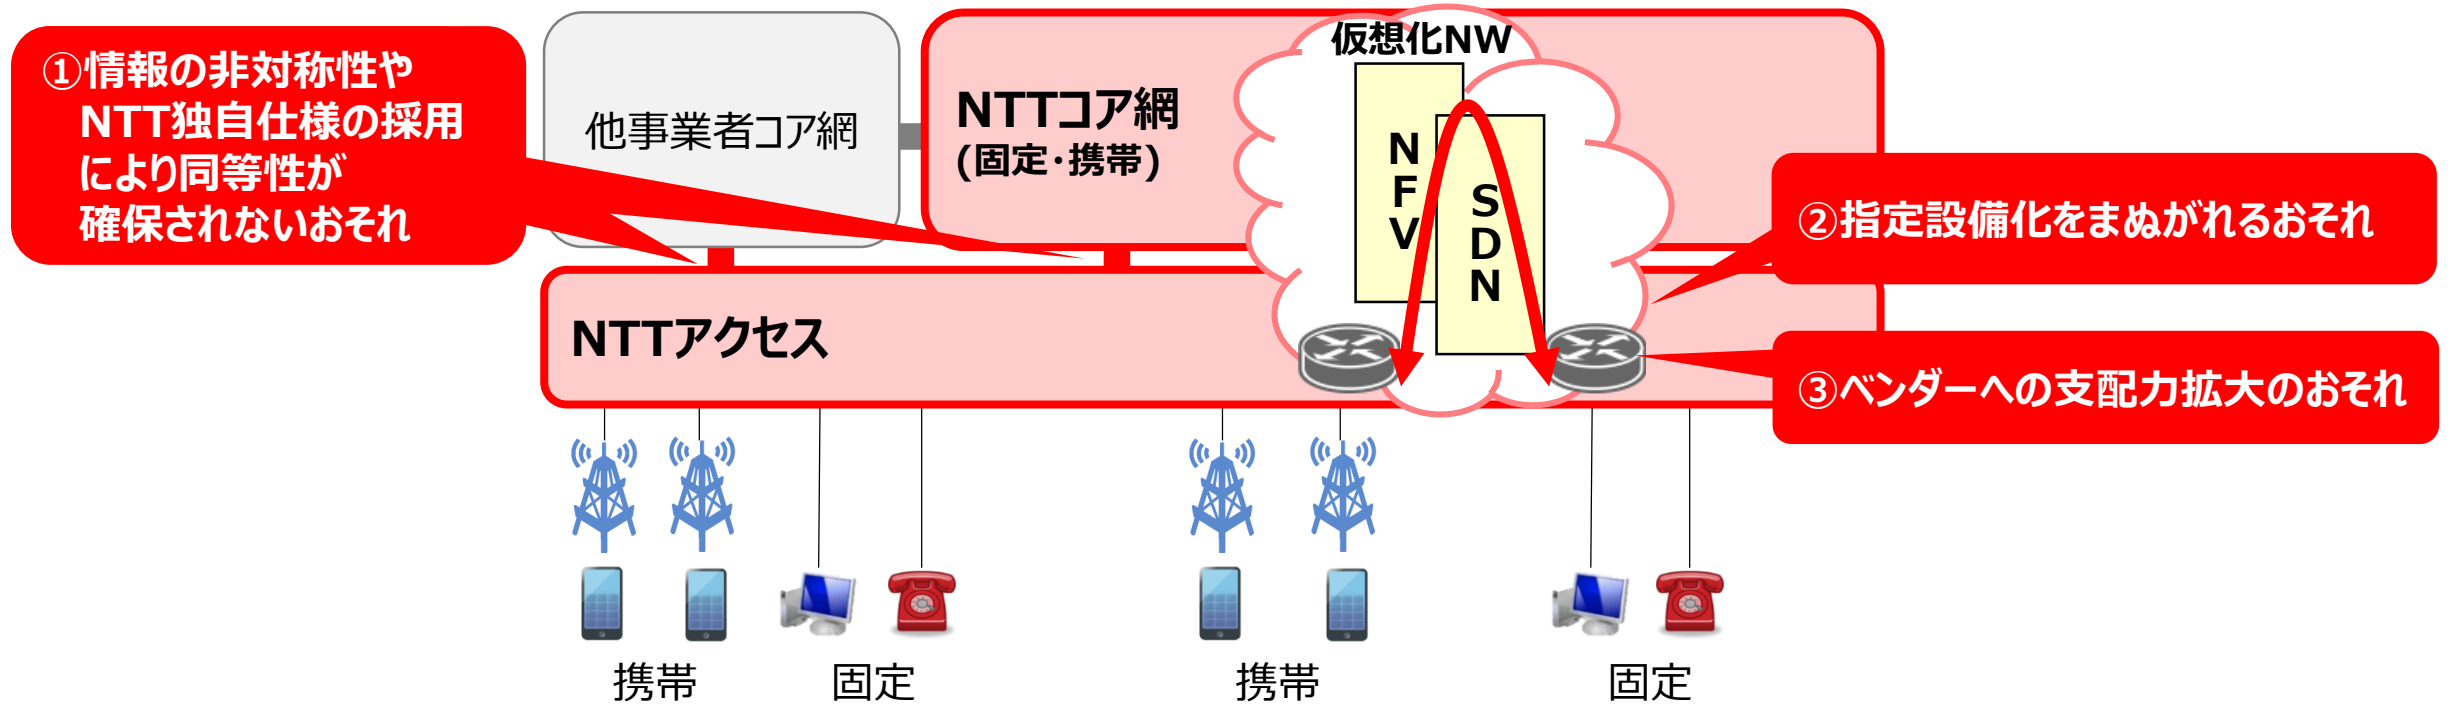 ①情報の非対称性や
NTT独自仕様の採用
により同等性が
確保されないおそれ
他事業者コア網
NTTコア網
(固定・携帯)
仮想化NW
NFV
SDN
②指定設備化をまぬがれるおそれ
NTTアクセス
③ベンダーへの支配力拡大のおそれ
携帯
固定
携帯
固定